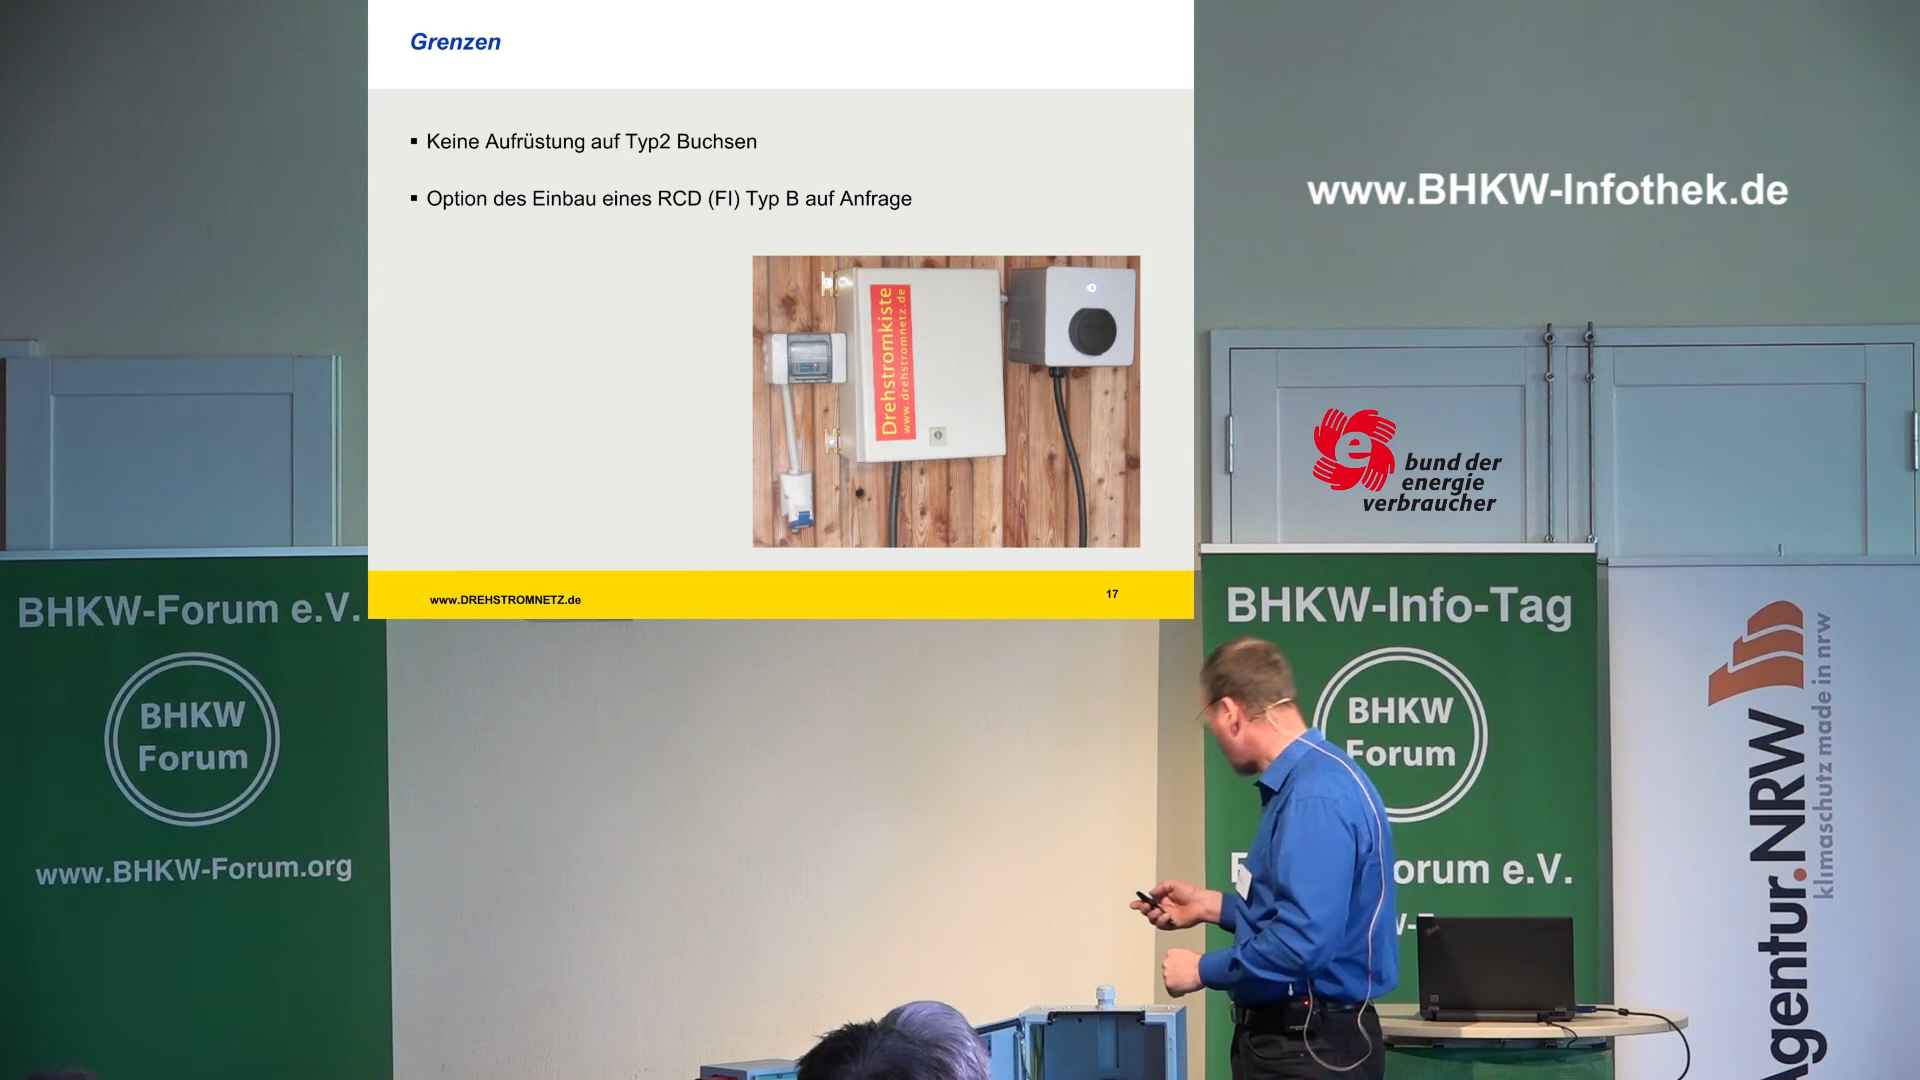 Grenzen
Keine Aufrüstung auf Typ2 Buchsen
Option des Einbau eines RCD (FI) Typ B auf Anfrage
Drehstromkiste
www.drehstromnetz.de
www.DREHSTROMNETZ.de
17
www.BHKW-Infothek.de
bund der
energie
verbraucher
BHKW-Forum e.V.
BHKW
Forum
www.BHKW-Forum.org
BHKW-Info-Tag
BHKW
Forum
orum e.V.
Agentur.NRW
klimaschutz made in nrw